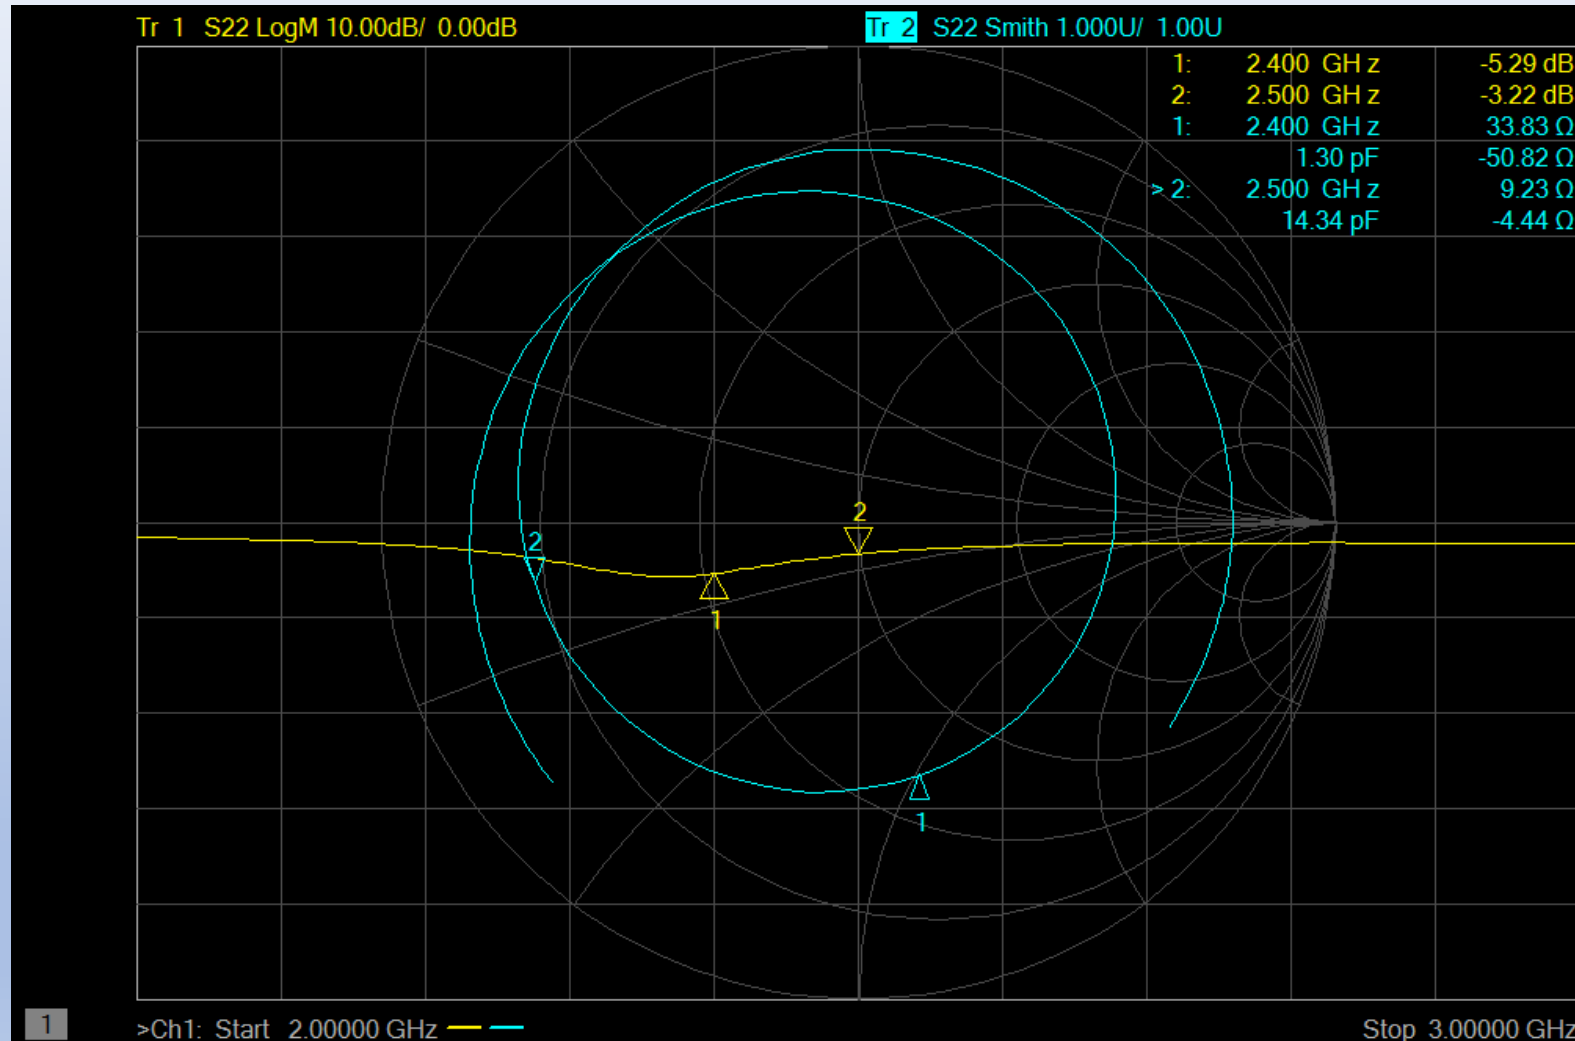 Tr 1 S22 LogM 10.00dB/ 0.00dB
Tr 2 S22 Smith 1.000U/ 1.00U
1: 2.400 GHz -5.29 dB
2: 2.500 GHz -3.22 dB
1: 2.400 GHz 33.83 Ω
1.30 pF -50.82 Ω
> 2: 2.500 GHz 9.23 Ω
14.34 pF -4.44 Ω
2
2
1
1
1
>Ch1: Start 2.00000 GHz
Stop 3.00000 GHz